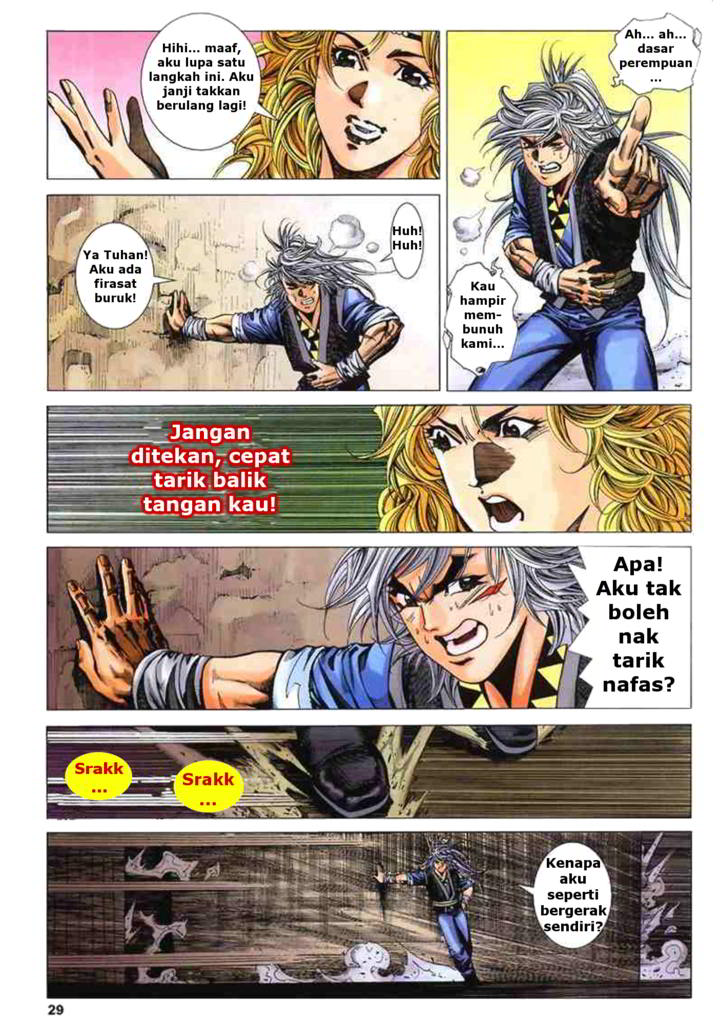 Hihi... maaf,
aku lupa satu
langkah ini. Aku
janji takkan
berulang lagi!
Ah... ah...
dasar
perempuan
...
Kau
hampir
mem-
bunuh
kami...
Huh!
Huh!
Ya Tuhan!
Aku ada
firasat
buruk!
Jangan
ditekan, cepat
tarik balik
tangan kau!
Apa!
Aku tak
boleh
nak
tarik
nafas?
Srakk
...
Srakk
...
Kenapa
aku
seperti
bergerak
sendiri?
29